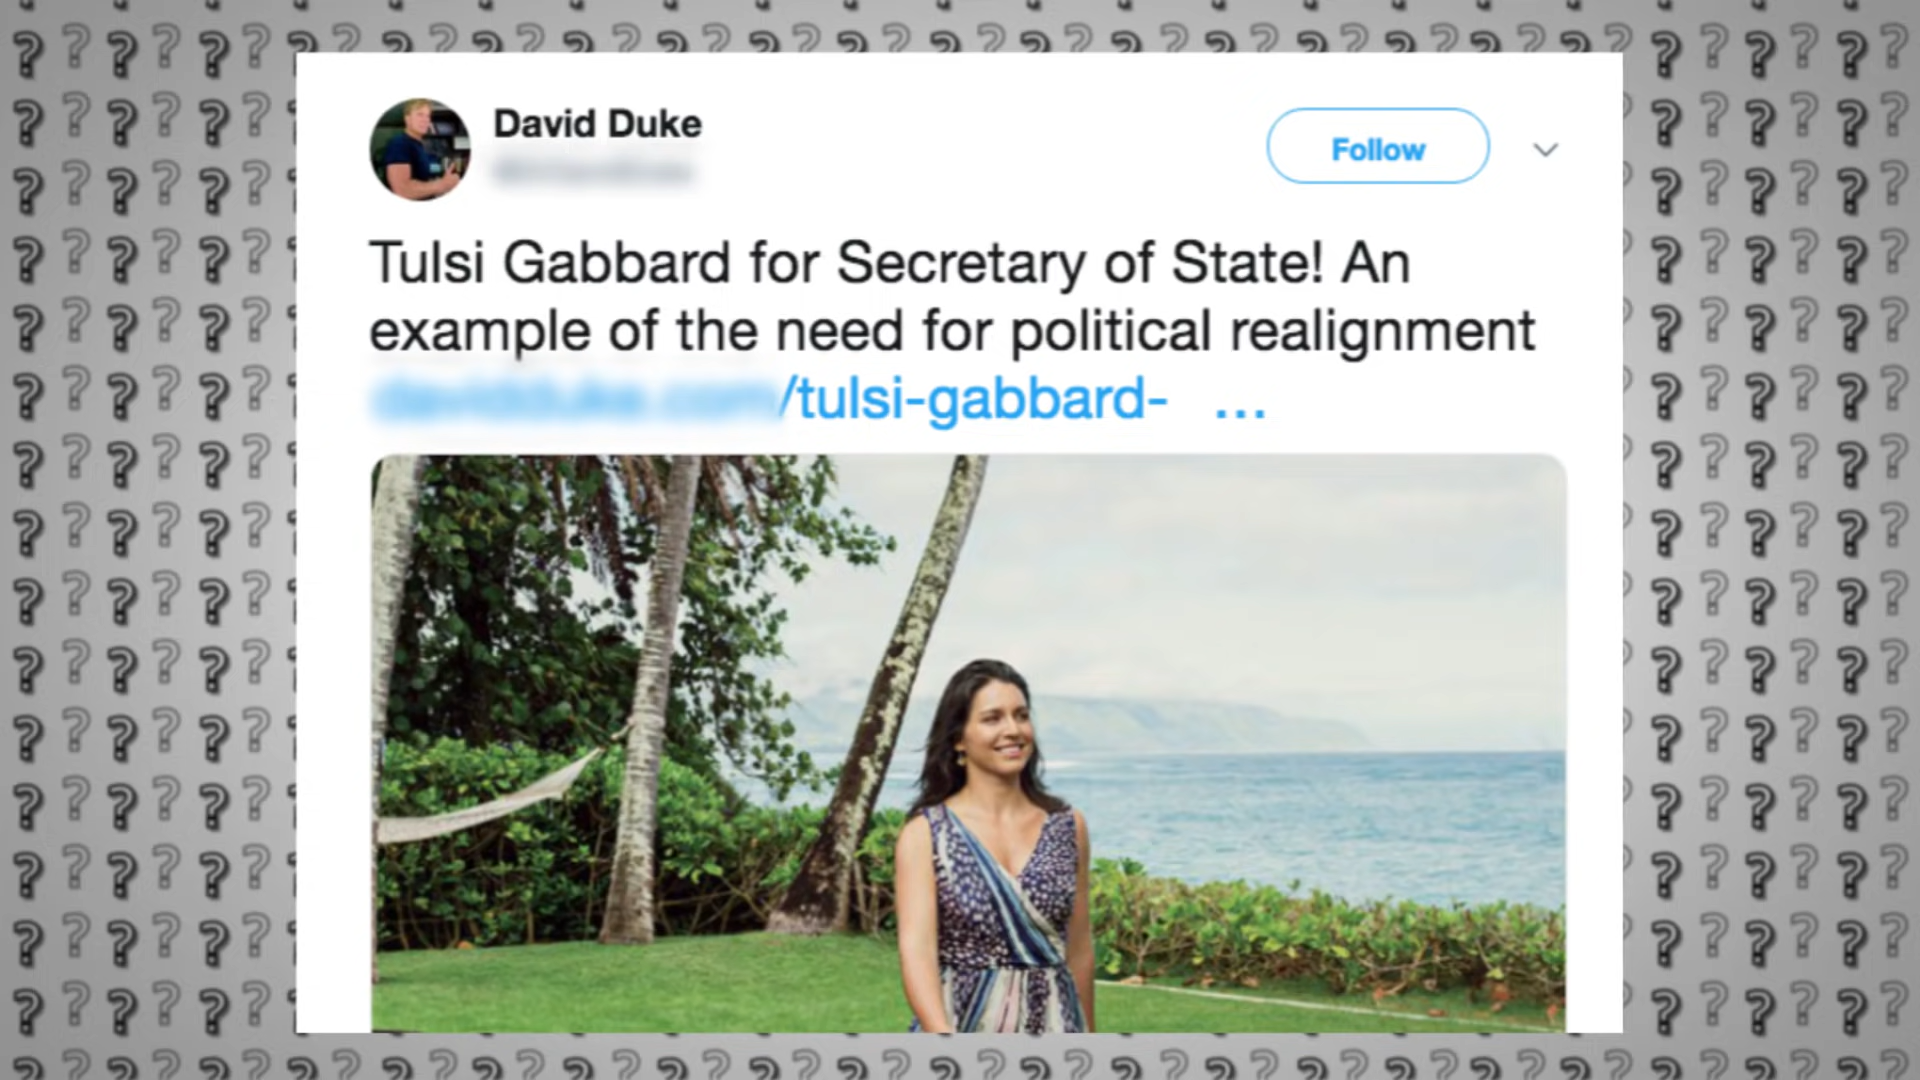 David Duke
Follow
Tulsi Gabbard for Secretary of State! An
example of the need for political realignment
/tulsi-gabbard- ...